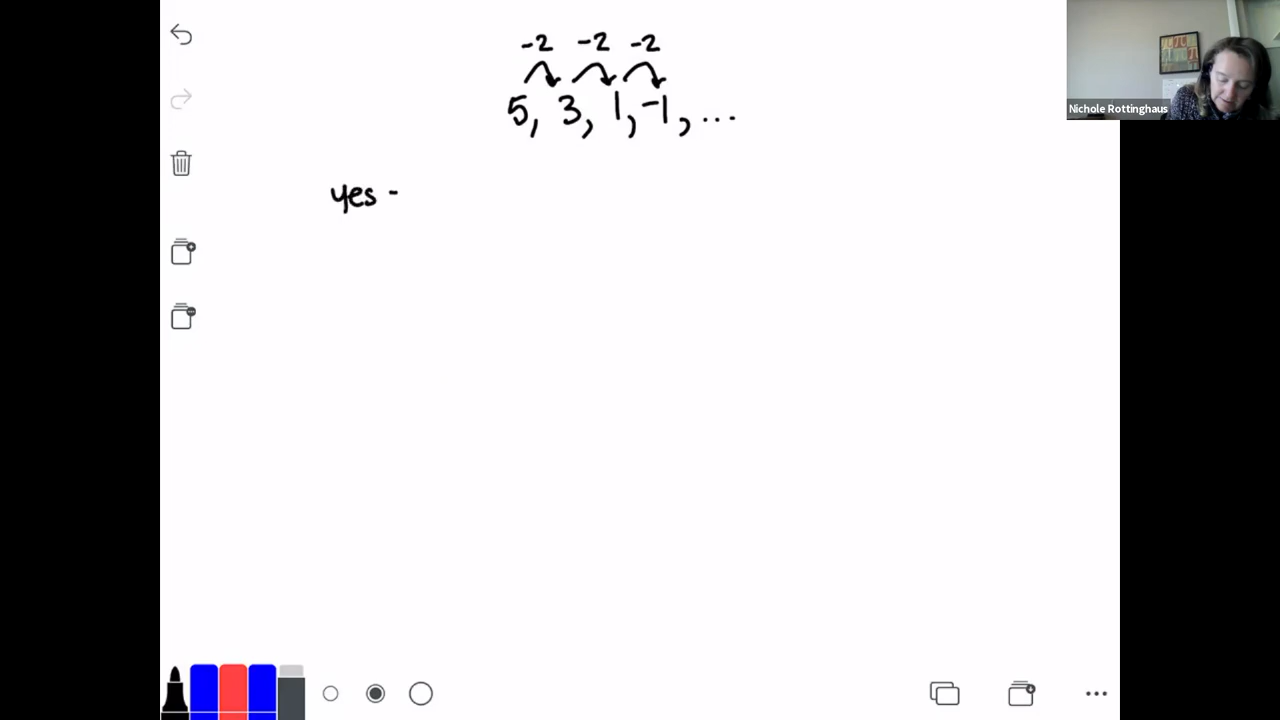 -2 -2 -2
5, 3, 1, -1, ...
Nichole Rottinghaus
yes -